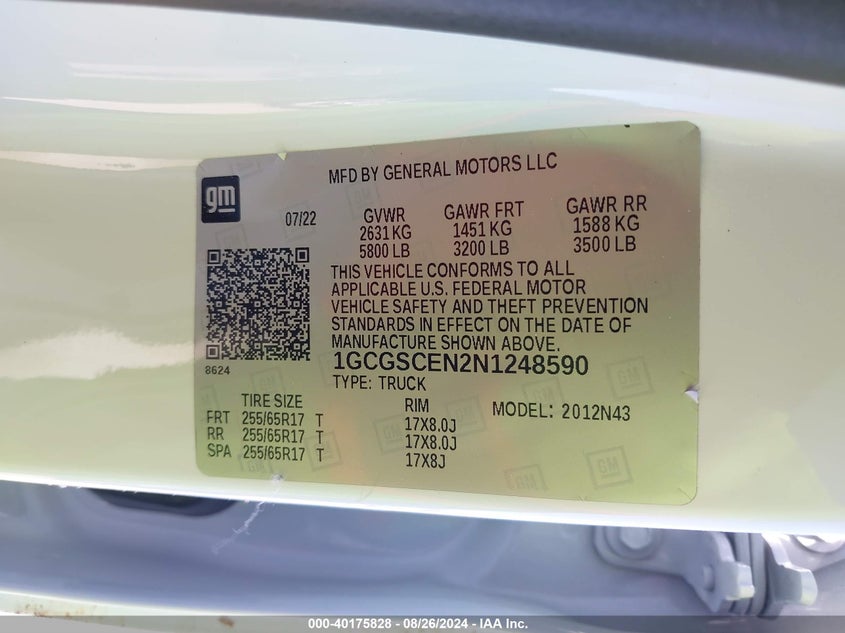 MFD BY GENERAL MOTORS LLC
gm
07/22
GVWR GAWR FRT GAWR RR
2631 KG 1451 KG 1588 KG
5800 LB 3200 LB 3500 LB
THIS VEHICLE CONFORMS TO ALL
APPLICABLE U.S. FEDERAL MOTOR
VEHICLE SAFETY AND THEFT PREVENTION
STANDARDS IN EFFECT ON THE DATE OF
MANUFACTURE SHOWN ABOVE.
8624
1GCGSCEN2N1248590
TYPE: TRUCK
TIRE SIZE RIM MODEL: 2012N43
FRT 255/65R17 T 17X8.0J
RR 255/65R17 T 17X8.0J
SPA 255/65R17 T 17X8J
000-40175828 - 08/26/2024 - IAA Inc.